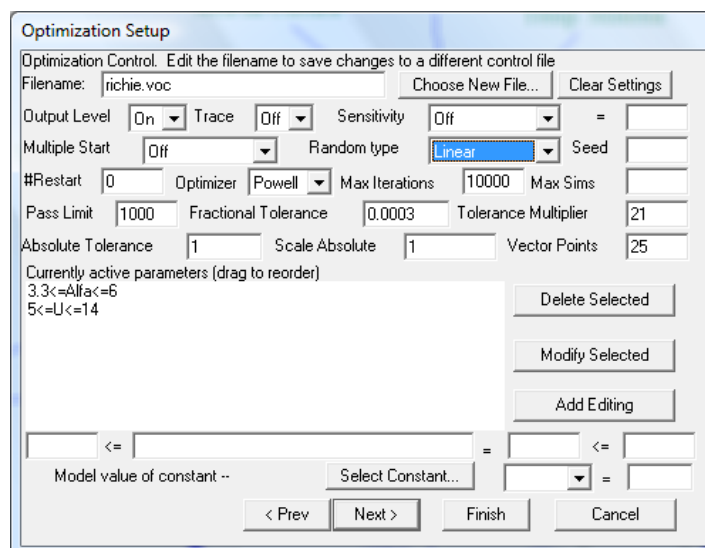 Optimization Setup
Optimization Control. Edit the filename to save changes to a different control file
Filename: richie.voc Choose New File... Clear Settings
Output Level On Trace Off Sensitivity Off =
Multiple Start Off Random type Linear Seed
#Restart 0 Optimizer Powell Max Iterations 10000 Max Sims
Pass Limit 1000 Fractional Tolerance 0.0003 Tolerance Multiplier 21
Absolute Tolerance 1 Scale Absolute 1 Vector Points 25
Currently active parameters (drag to reorder)
3.3<=Alfa<=6
5<=U<=14
Delete Selected
Modify Selected
Add Editing
<= = <=
Model value of constant -- Select Constant... =
< Prev Next > Finish Cancel